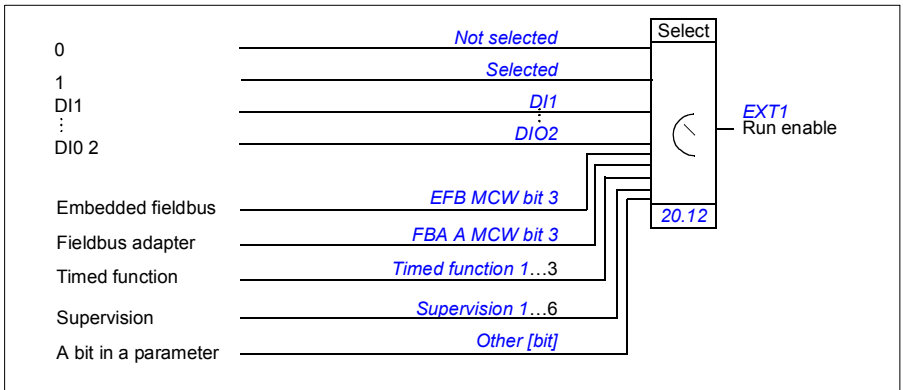 Select
0 Not selected
1 Selected
DI1 DI1
⋮ ⋮
DI0 2 DIO2
EXT1
Run enable
Embedded fieldbus EFB MCW bit 3
20.12
Fieldbus adapter FBA A MCW bit 3
Timed function Timed function 1…3
Supervision Supervision 1…6
A bit in a parameter Other [bit]